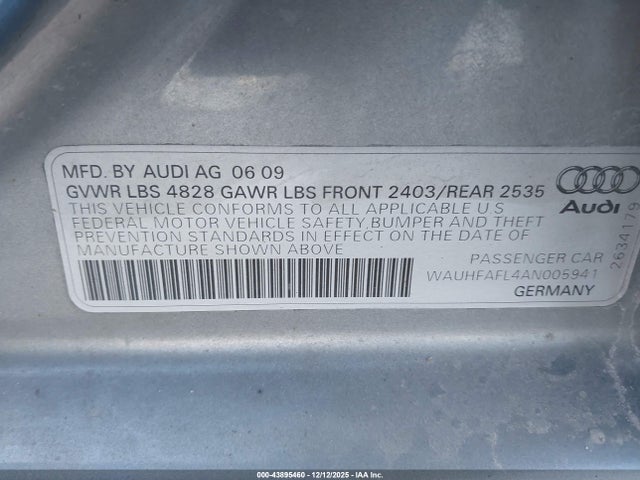 MFD. BY AUDI AG 06 09
GVWR LBS 4828 GAWR LBS FRONT 2403/REAR 2535
THIS VEHICLE CONFORMS TO ALL APPLICABLE U S
FEDERAL MOTOR VEHICLE SAFETY,BUMPER AND THEFT
PREVENTION STANDARDS IN EFFECT ON THE DATE OF
MANUFACTURE SHOWN ABOVE
PASSENGER CAR
WAUHFAFL4AN005941
GERMANY
Audi
2634179
000-43895460 - 12/12/2025 - IAA Inc.